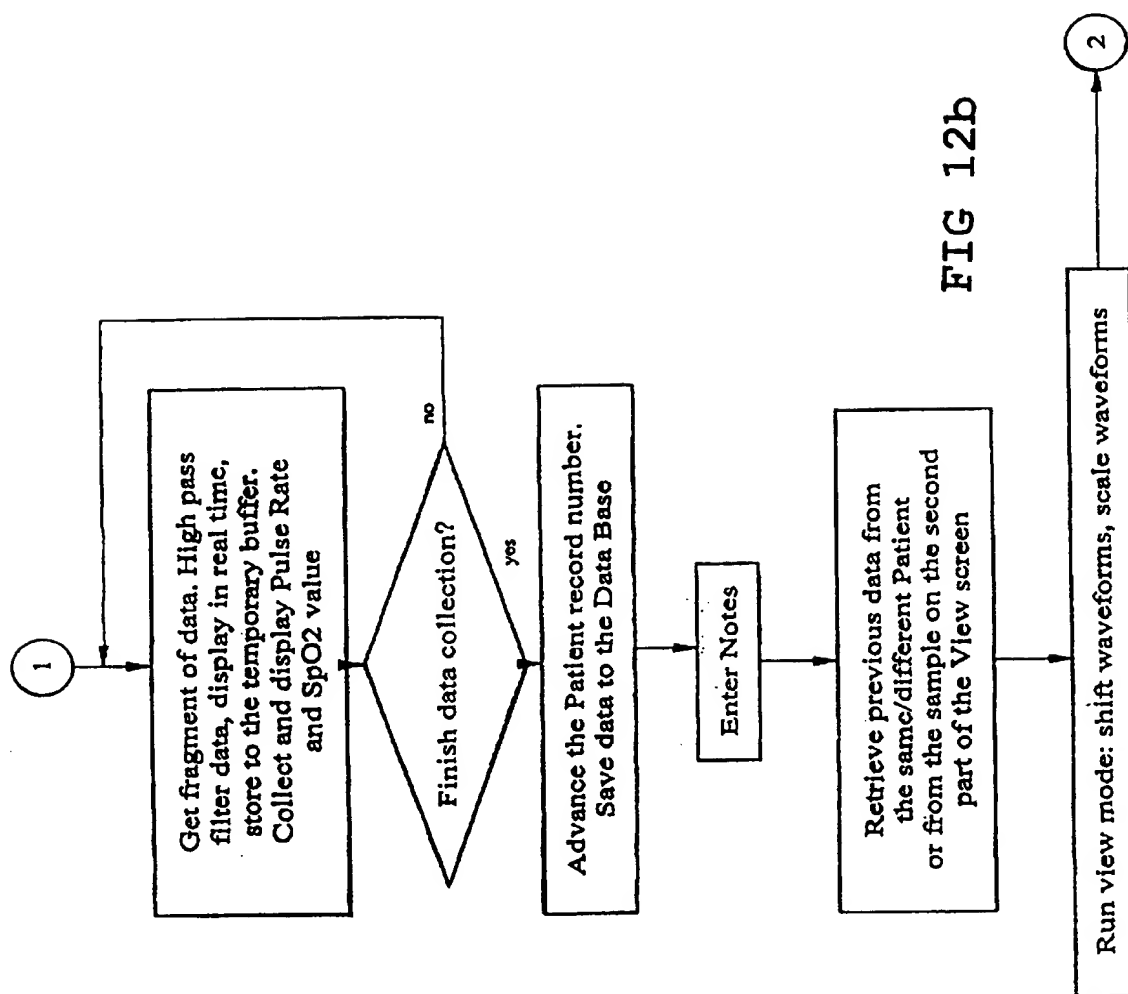 1
Get fragment of data. High pass
filter data, display in real time,
store to the temporary buffer.
Collect and display Pulse Rate
and SpO2 value
no
Finish data collection?
yes
Advance the Patient record number.
Save data to the Data Base
Enter Notes
Retrieve previous data from
the same/different Patient
or from the sample on the second
part of the View screen
Run view mode: shift waveforms, scale waveforms
2
FIG 12b